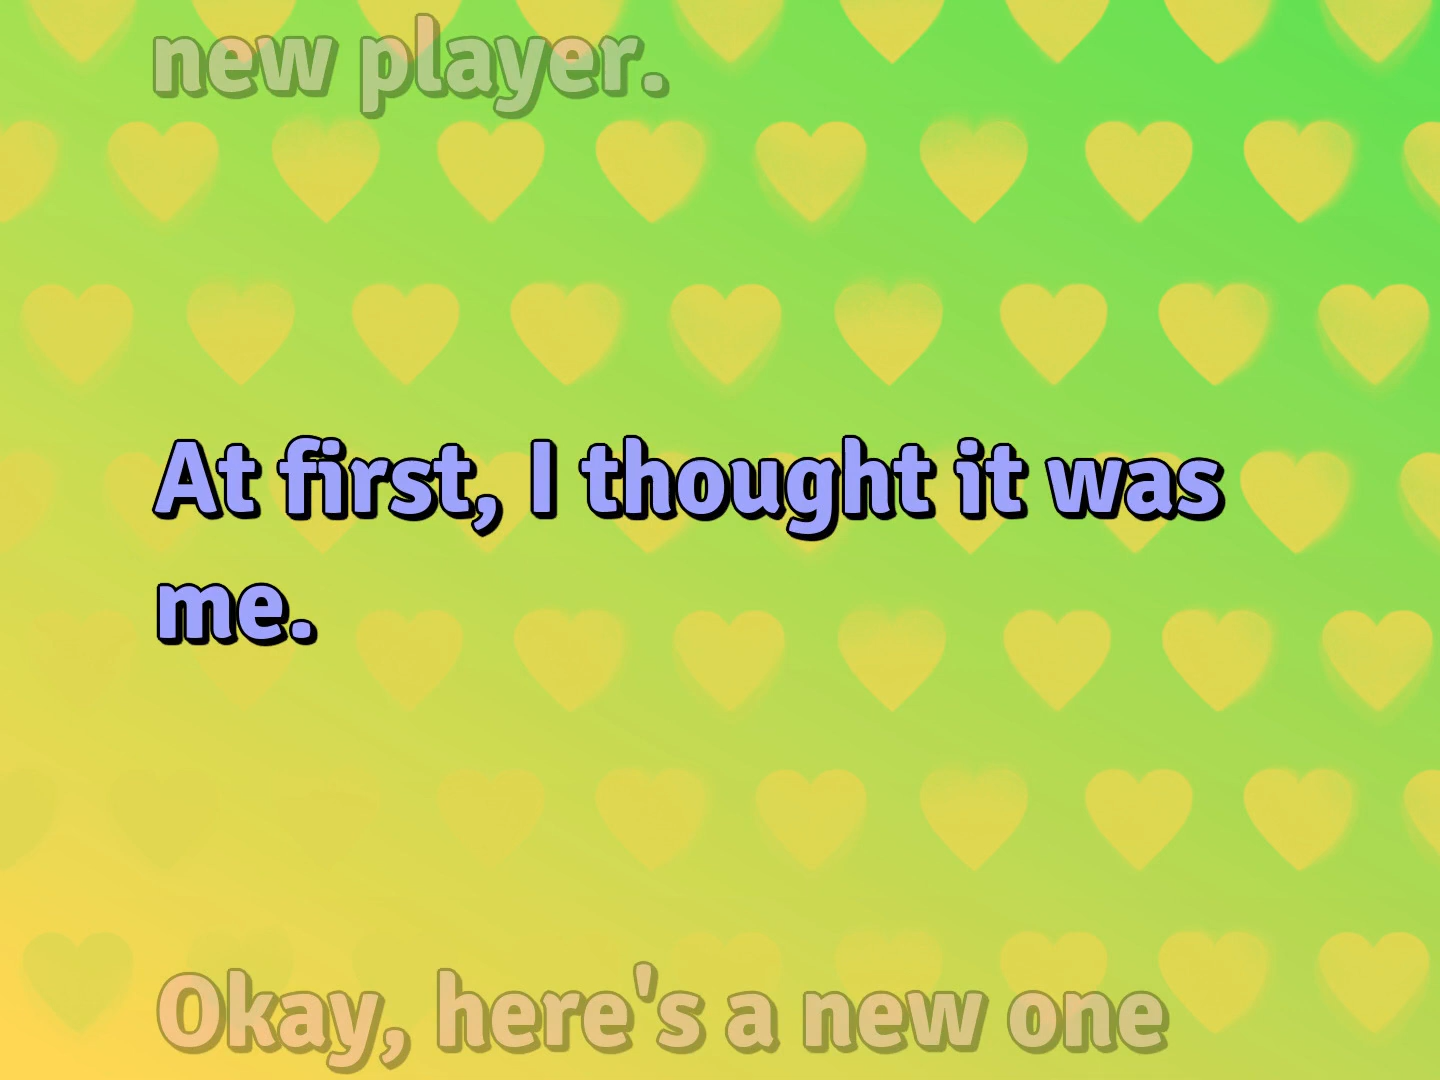 new player.
At first, I thought it was
me.
Okay, here's a new one